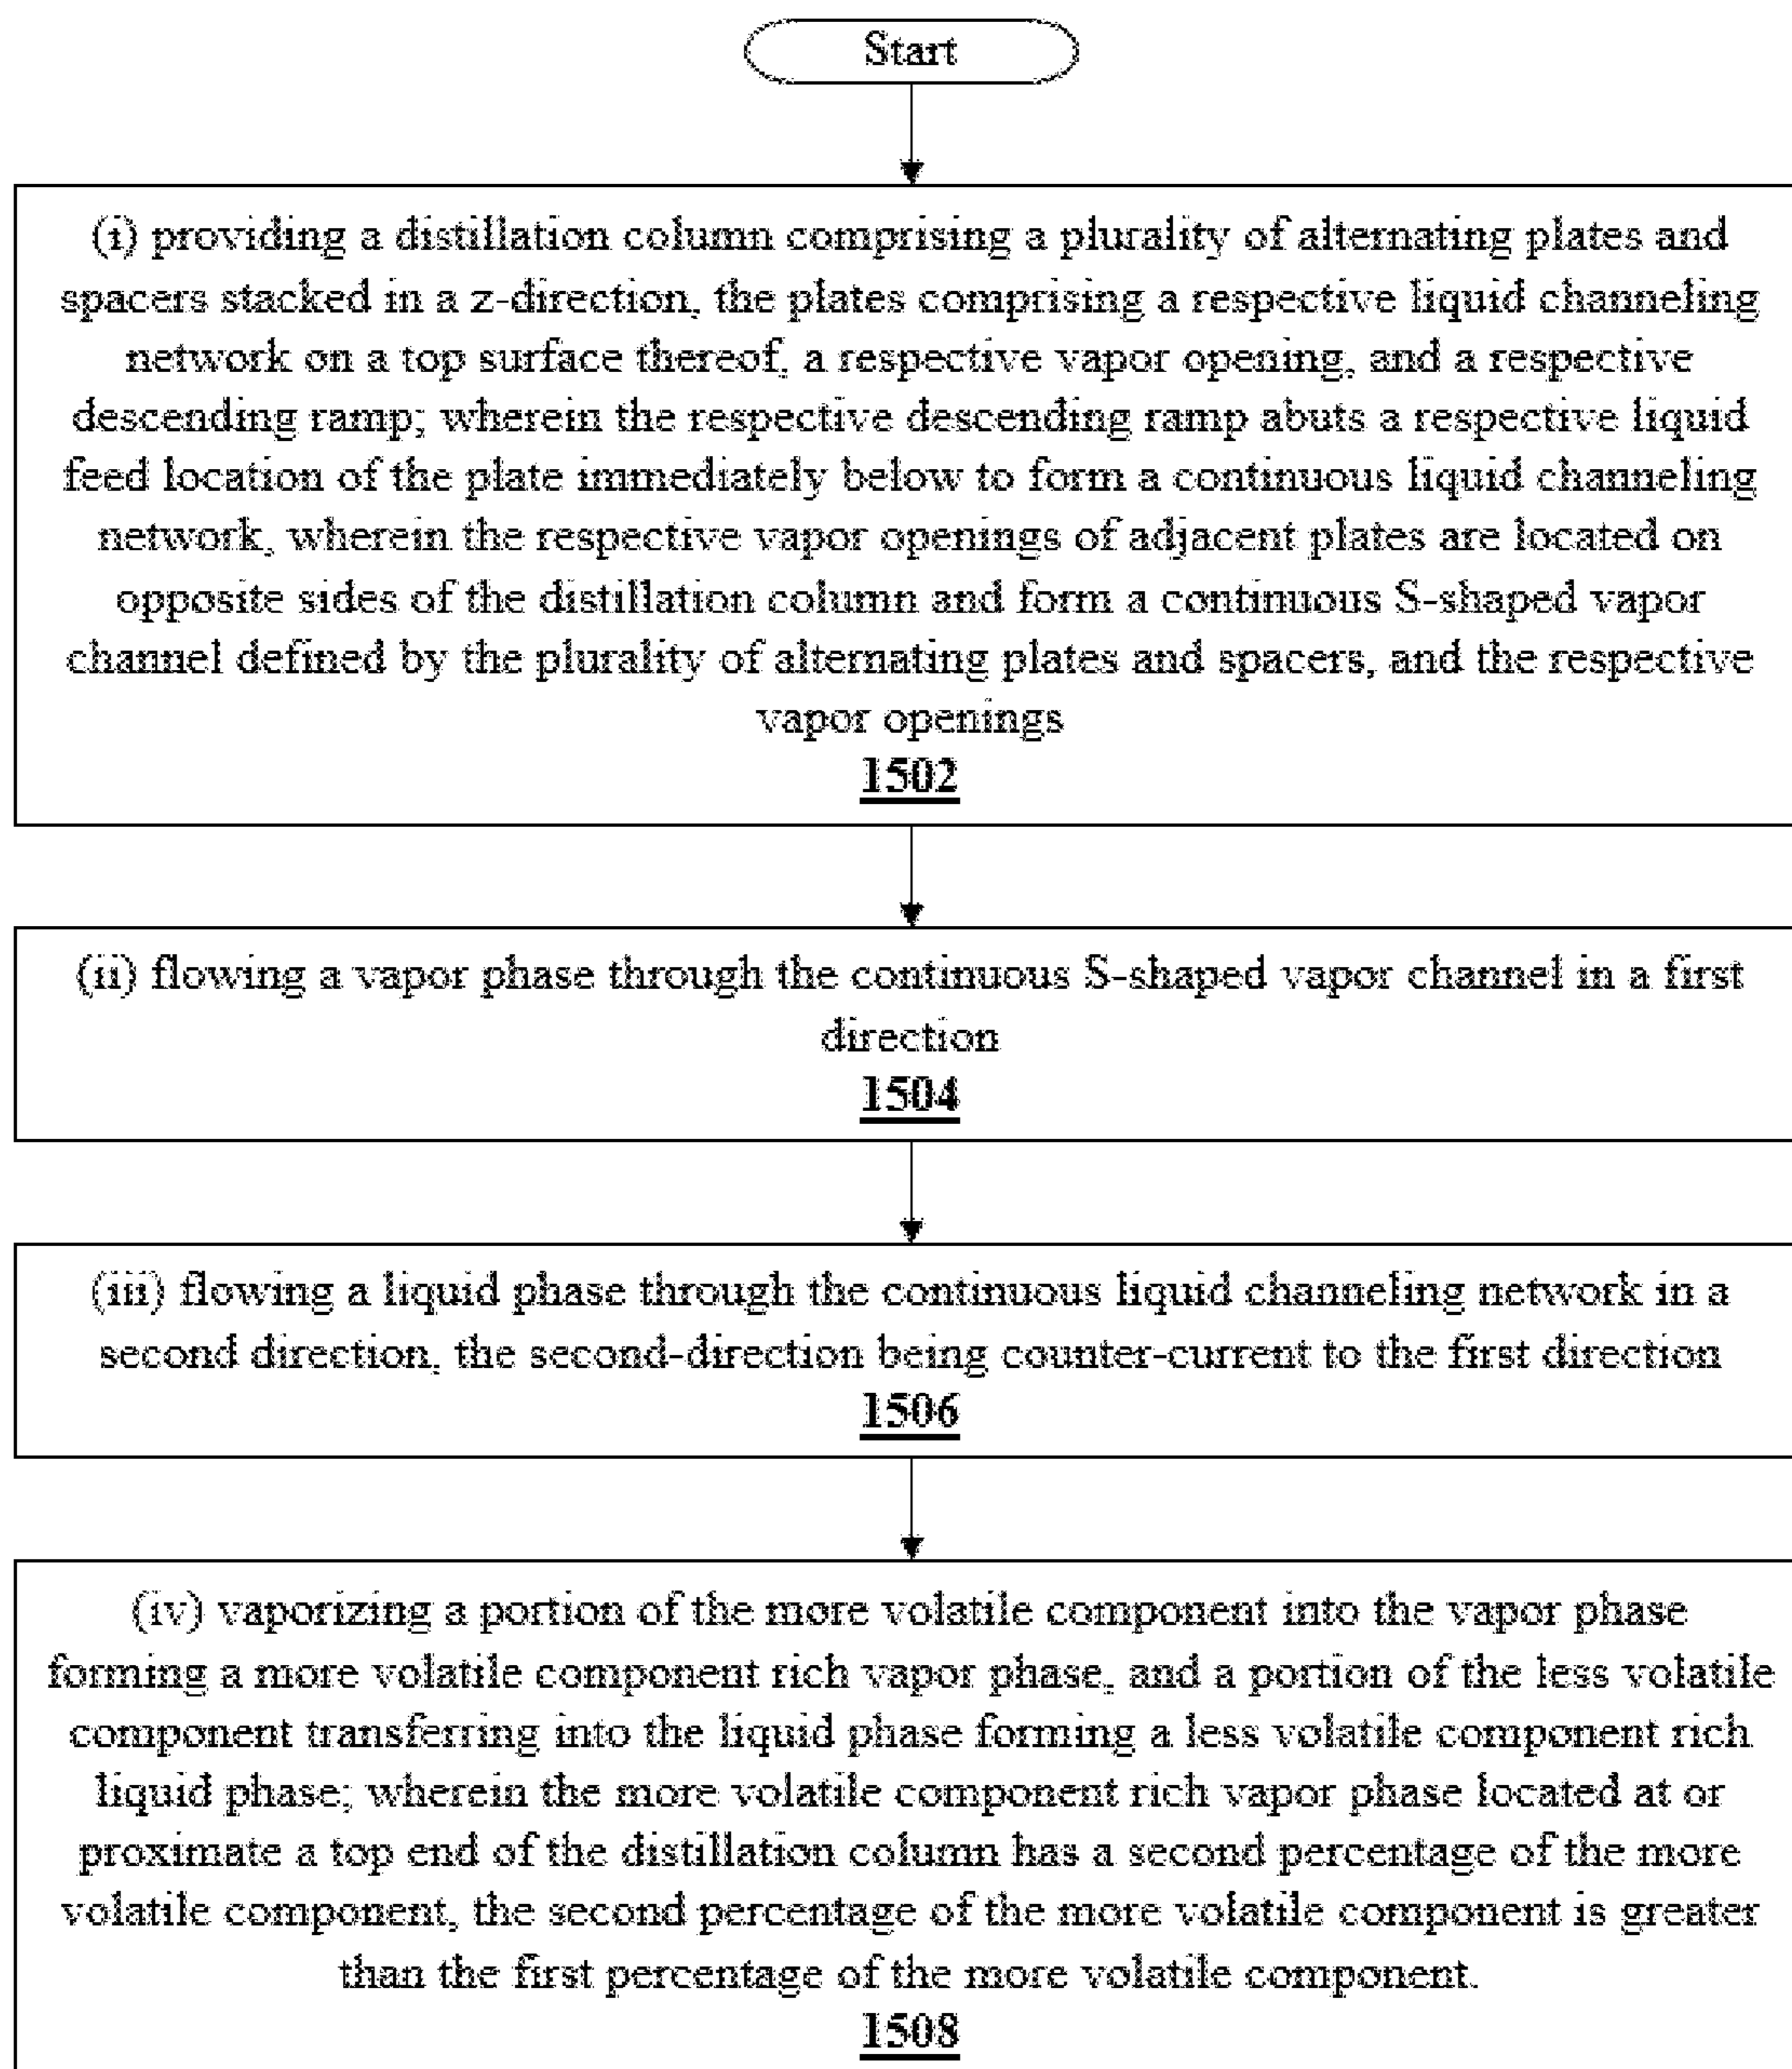 Start
(i) providing a distillation column comprising a plurality of alternating plates and
spacers stacked in a z-direction, the plates comprising a respective liquid channeling
network on a top surface thereof, a respective vapor opening, and a respective
descending ramp; wherein the respective descending ramp abuts a respective liquid
feed location of the plate immediately below to form a continuous liquid channeling
network, wherein the respective vapor openings of adjacent plates are located on
opposite sides of the distillation column and form a continuous S-shaped vapor
channel defined by the plurality of alternating plates and spacers, and the respective
vapor openings
1502
(ii) flowing a vapor phase through the continuous S-shaped vapor channel in a first
direction
1504
(iii) flowing a liquid phase through the continuous liquid channeling network in a
second direction, the second-direction being counter-current to the first direction
1506
(iv) vaporizing a portion of the more volatile component into the vapor phase
forming a more volatile component rich vapor phase, and a portion of the less volatile
component transferring into the liquid phase forming a less volatile component rich
liquid phase; wherein the more volatile component rich vapor phase located at or
proximate a top end of the distillation column has a second percentage of the more
volatile component, the second percentage of the more volatile component is greater
than the first percentage of the more volatile component.
1508